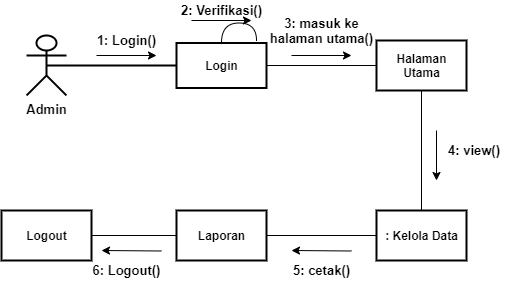 2: Verifikasi()
1: Login()
3: masuk ke
halaman utama()
Login
Halaman
Utama
Admin
4: view()
Logout
Laporan
: Kelola Data
6: Logout()
5: cetak()